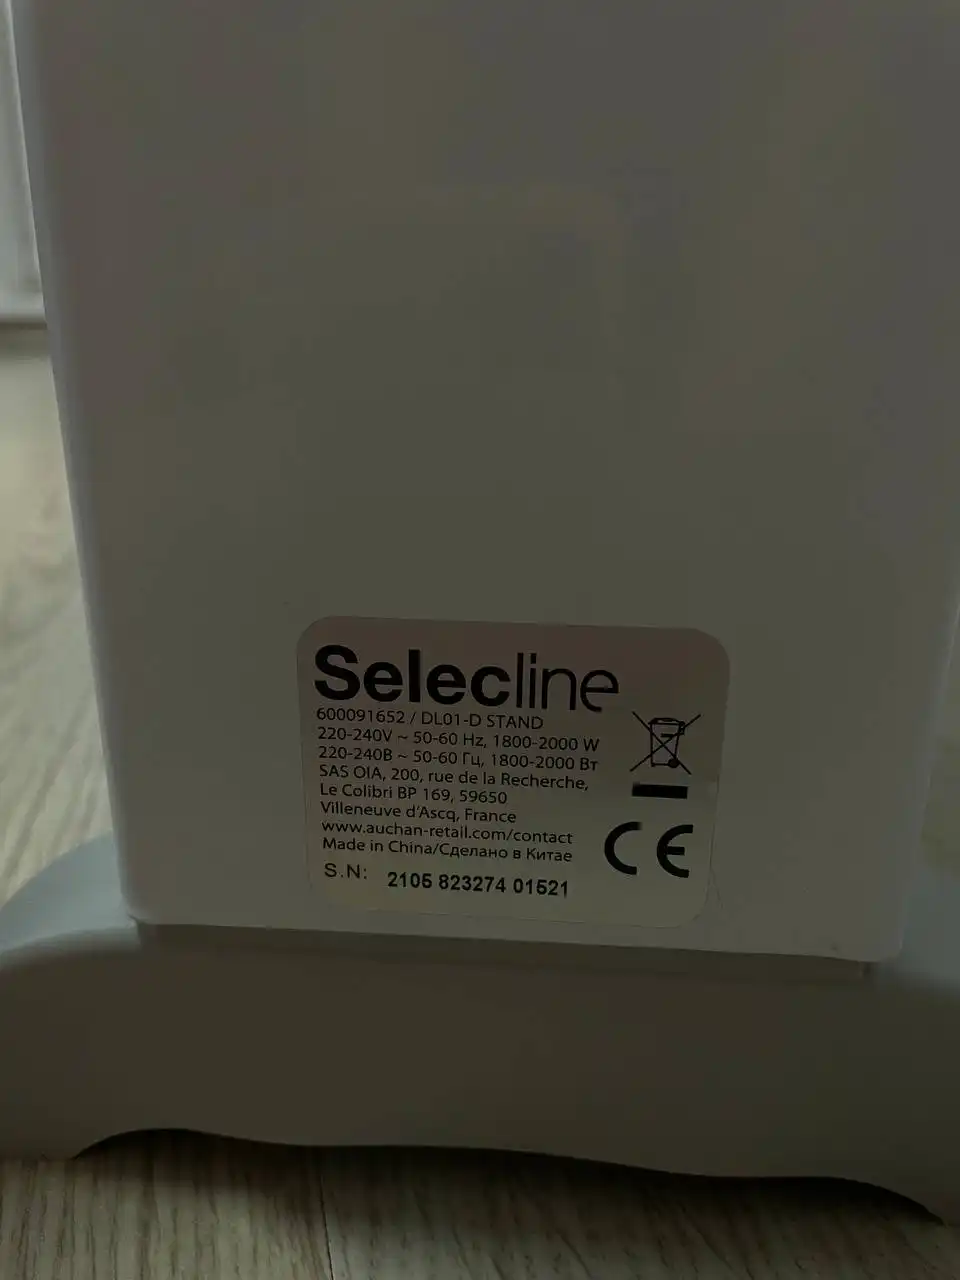 Selecline
600091652 / DL01-D STAND
220-240V ~ 50-60 Hz, 1800-2000 W
220-240В ~ 50-60 Гц, 1800-2000 Вт
SAS OIA, 200, rue de la Recherche,
Le Colibri BP 169, 59650
Villeneuve d'Ascq, France
www.auchan-retail.com/contact
Made in China/Сделано в Китае
CE
S.N: 2105 823274 01521